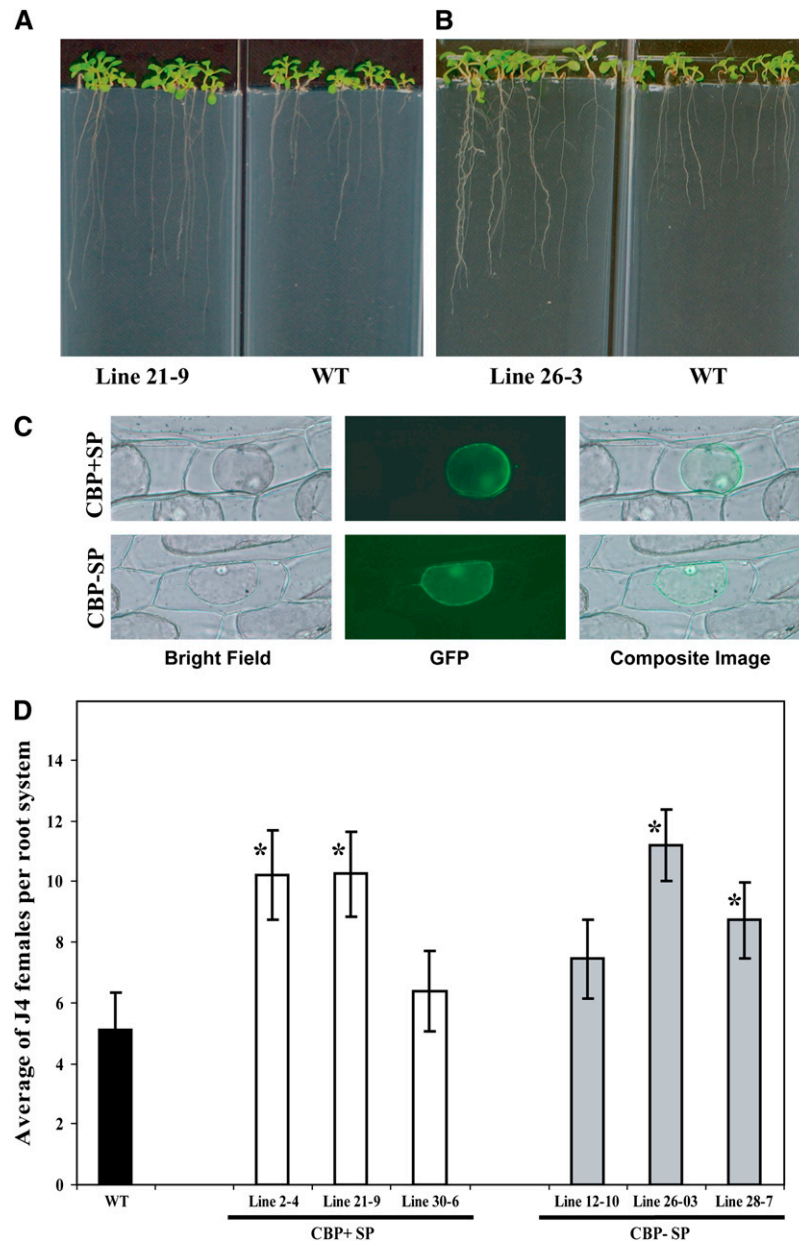 A
B
Line 21-9
WT
Line 26-3
WT
C
CBP+SP
CBP-SP
Bright Field
GFP
Composite Image
D
Average of J4 females per root system
14
12
10
8
6
4
2
0
*
*
*
*
WT
Line 2-4
Line 21-9
Line 30-6
Line 12-10
Line 26-03
Line 28-7
CBP+ SP
CBP- SP